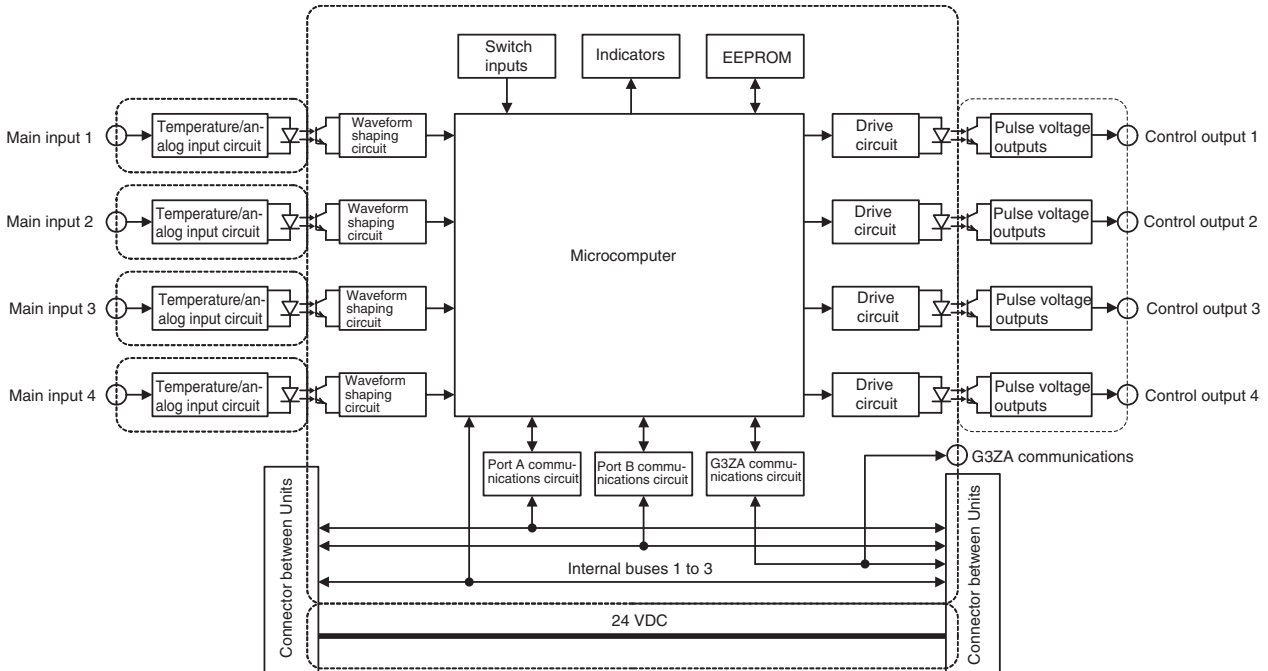 Switch
inputs
Indicators
EEPROM
Main input 1
Temperature/an-
alog input circuit
Waveform
shaping
circuit
Drive
circuit
Pulse voltage
outputs
Control output 1
Main input 2
Temperature/an-
alog input circuit
Waveform
shaping
circuit
Microcomputer
Drive
circuit
Pulse voltage
outputs
Control output 2
Main input 3
Temperature/an-
alog input circuit
Waveform
shaping
circuit
Drive
circuit
Pulse voltage
outputs
Control output 3
Main input 4
Temperature/an-
alog input circuit
Waveform
shaping
circuit
Drive
circuit
Pulse voltage
outputs
Control output 4
Port A commu-
nications circuit
Port B commu-
nications circuit
G3ZA commu-
nications circuit
G3ZA communications
Connector between Units
Internal buses 1 to 3
24 VDC
Connector between Units